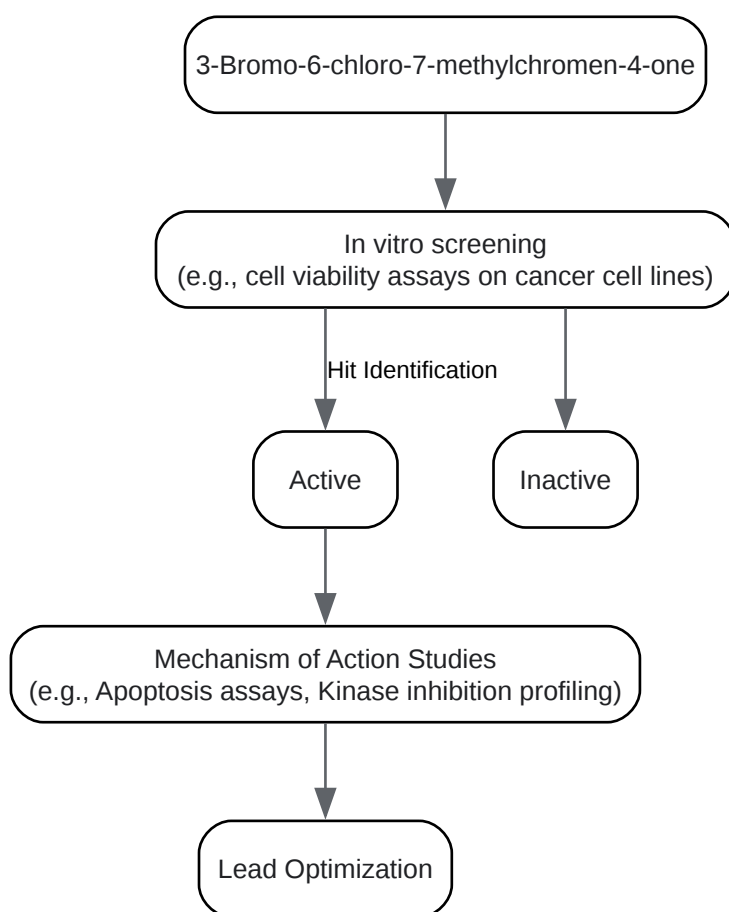 3-Bromo-6-chloro-7-methylchromen-4-one
In vitro screening
(e.g., cell viability assays on cancer cell lines)
Hit Identification
Active
Inactive
Mechanism of Action Studies
(e.g., Apoptosis assays, Kinase inhibition profiling)
Lead Optimization